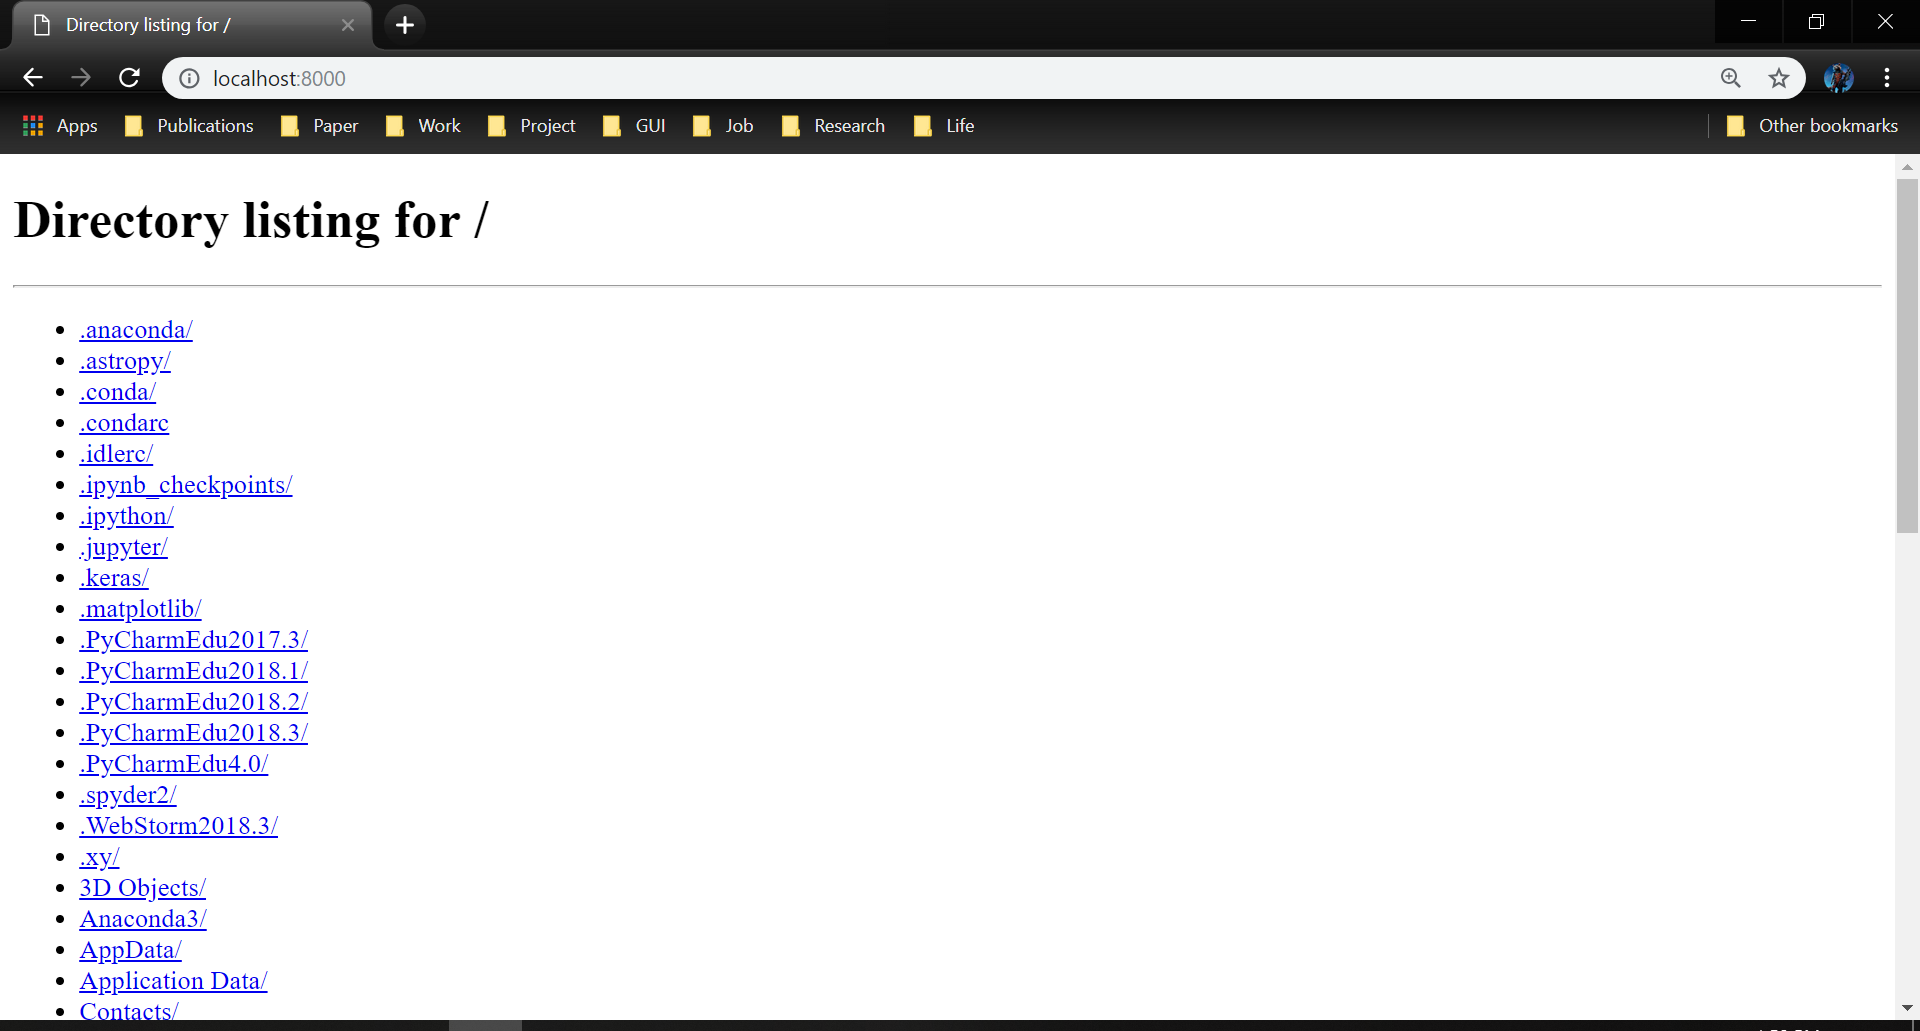 Directory listing for /
localhost:8000
Apps Publications Paper Work Project GUI Job Research Life Other bookmarks
Directory listing for /
.anaconda/
.astropy/
.conda/
.condarc
.idlerc/
.ipynb_checkpoints/
.ipython/
.jupyter/
.keras/
.matplotlib/
.PyCharmEdu2017.3/
.PyCharmEdu2018.1/
.PyCharmEdu2018.2/
.PyCharmEdu2018.3/
.PyCharmEdu4.0/
.spyder2/
.WebStorm2018.3/
.xy/
3D Objects/
Anaconda3/
AppData/
Application Data/
Contacts/